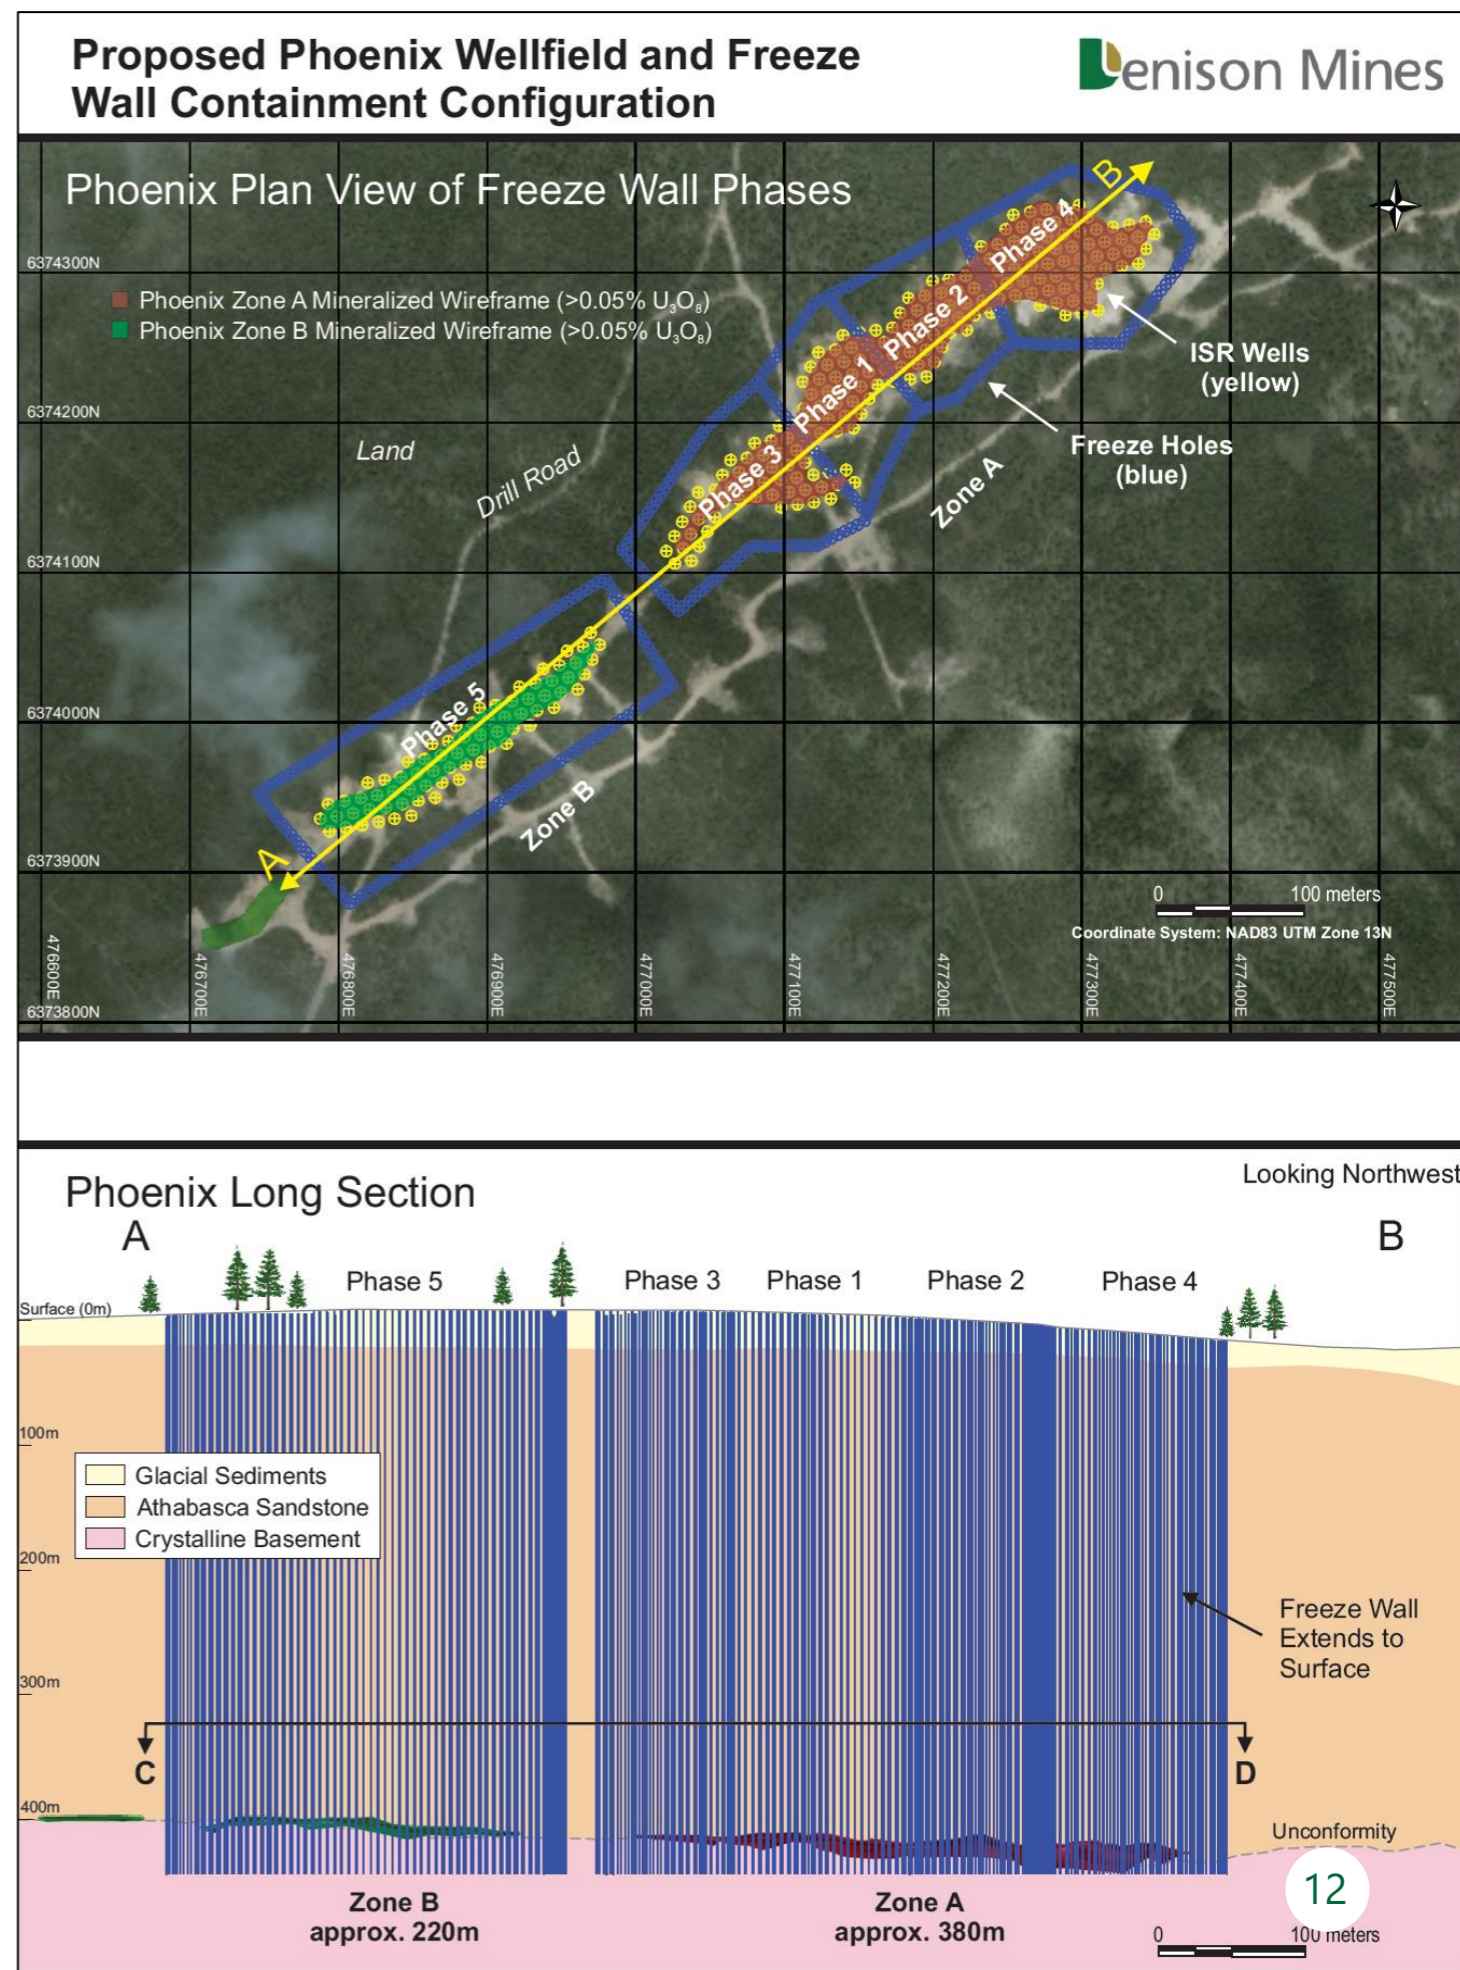 Proposed Phoenix Wellfield and Freeze
Wall Containment Configuration
Denison Mines
Phoenix Plan View of Freeze Wall Phases
B
6374300N
Phoenix Zone A Mineralized Wireframe (>0.05% U₃O₈)
Phoenix Zone B Mineralized Wireframe (>0.05% U₃O₈)
Phase 4
Phase 2
Phase 1
Phase 3
ISR Wells
(yellow)
6374200N
Land
Drill Road
Freeze Holes
(blue)
Zone A
6374100N
Phase 5
6374000N
Zone B
6373900N
A
0 100 meters
Coordinate System: NAD83 UTM Zone 13N
476600E
476700E
476800E
476900E
477000E
477100E
477200E
477300E
477400E
477500E
6373800N
Looking Northwest
Phoenix Long Section
A
B
Phase 5
Phase 3
Phase 1
Phase 2
Phase 4
Surface (0m)
100m
Glacial Sediments
Athabasca Sandstone
Crystalline Basement
200m
Freeze Wall
Extends to
Surface
300m
C
D
400m
Unconformity
Zone B
approx. 220m
Zone A
approx. 380m
12
0 100 meters